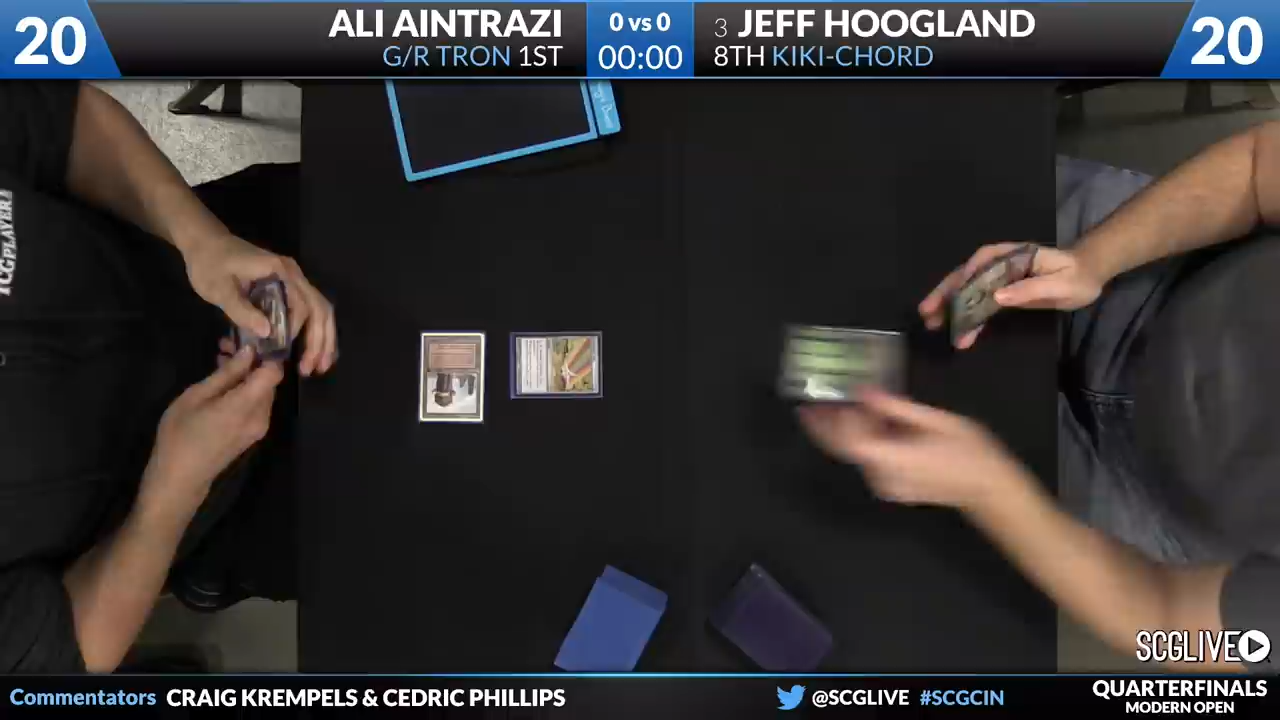 20
ALI AINTRAZI
G/R TRON 1ST
0 vs 0
00:00
3 JEFF HOOGLAND
8TH KIKI-CHORD
20
TCGPLAYER
SCGLIVE
Commentators CRAIG KREMPELS & CEDRIC PHILLIPS
@SCGLIVE #SCGCIN
QUARTERFINALS
MODERN OPEN